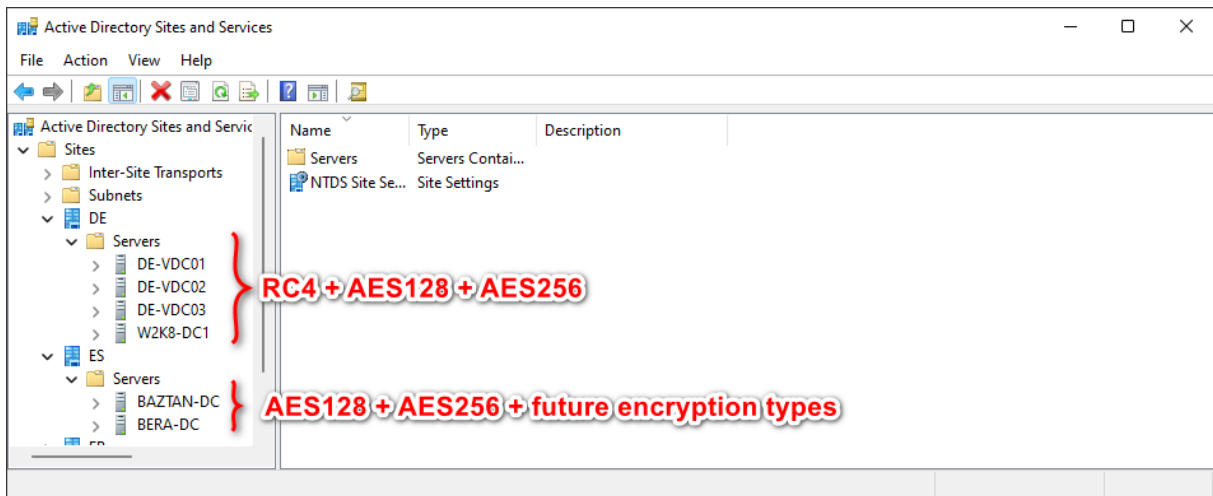 Active Directory Sites and Services
File Action View Help
Active Directory Sites and Servic
Name Type Description
Sites
Servers Servers Contai...
Inter-Site Transports
NTDS Site Se... Site Settings
Subnets
DE
Servers
DE-VDC01
DE-VDC02
RC4 + AES128 + AES256
DE-VDC03
W2K8-DC1
ES
Servers
BAZTAN-DC
AES128 + AES256 + future encryption types
BERA-DC